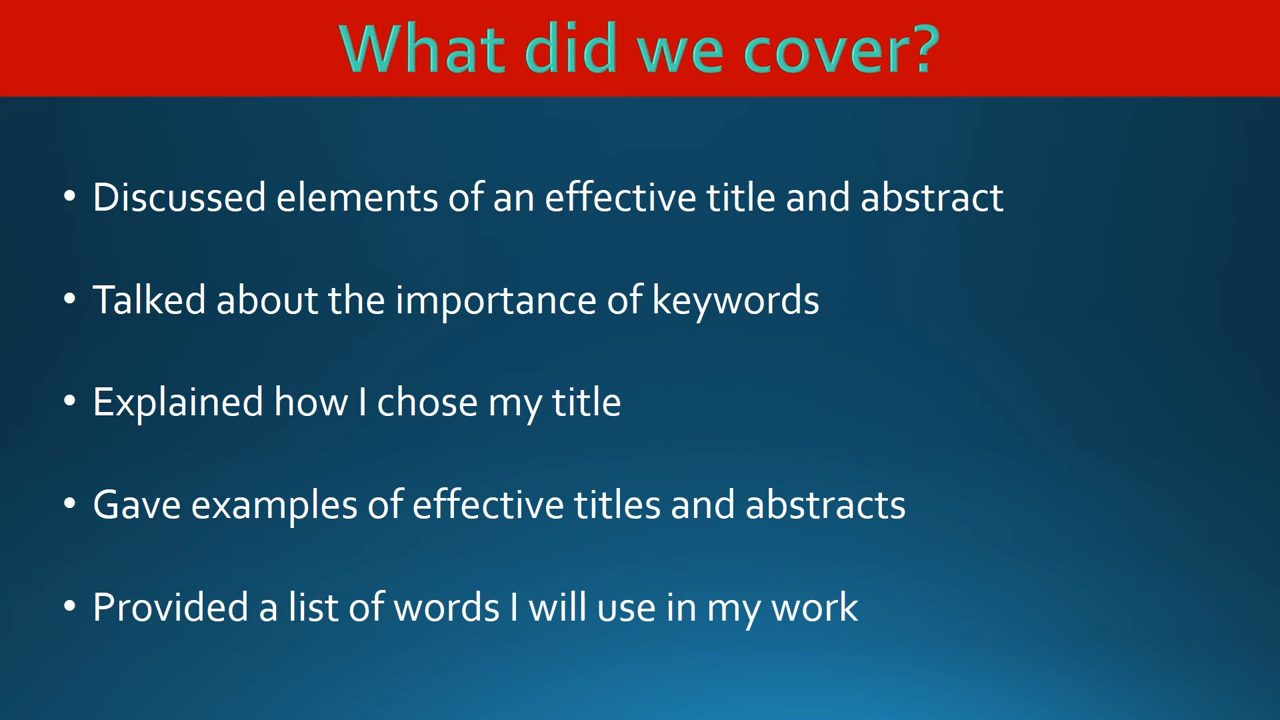 What did we cover?
• Discussed elements of an effective title and abstract
• Talked about the importance of keywords
• Explained how I chose my title
• Gave examples of effective titles and abstracts
• Provided a list of words I will use in my work